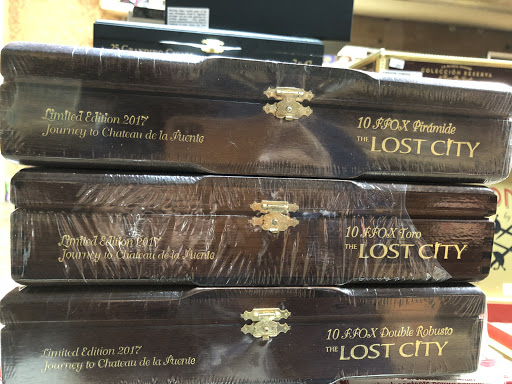 COLECCIÓN RESERVA
Limited Edition 2017
Journey to Chateau de la Fuente
10 FFOX Pirámide
THE LOST CITY
Limited Edition 2017
Journey to Chateau de la Fuente
10 FFOX Toro
THE LOST CITY
Limited Edition 2017
Journey to Chateau de la Fuente
10 FFOX Double Robusto
THE LOST CITY